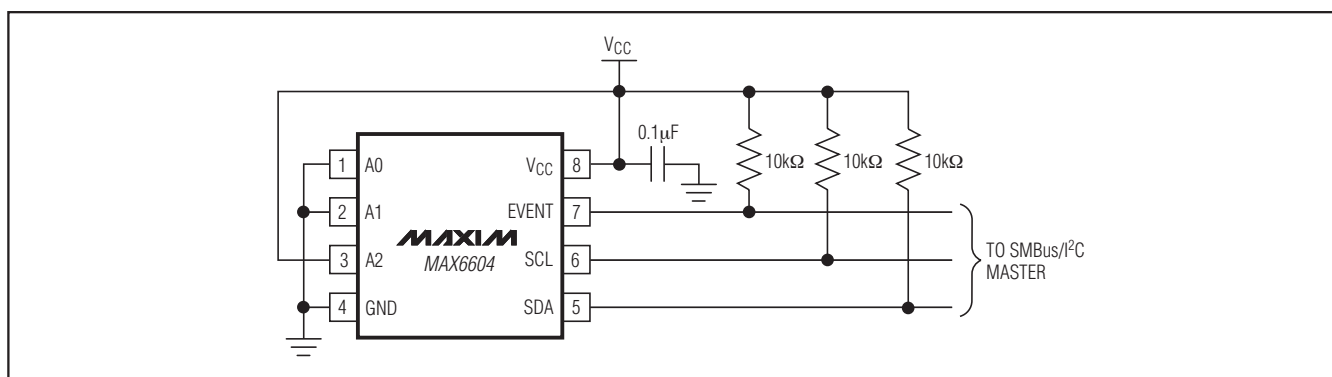 VCC
0.1μF
10kΩ 10kΩ 10kΩ
1 A0 VCC 8
2 A1 EVENT 7
MAXIM
MAX6604
3 A2 SCL 6
4 GND SDA 5
TO SMBus/I²C
MASTER